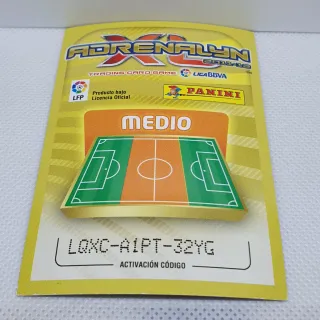 ADRENALYN
XL
TRADING CARD GAME LIGA BBVA
LFP
Producto bajo
Licencia Oficial
PANINI
MEDIO
LQXC-A1PT-32YG
ACTIVACIÓN CÓDIGO